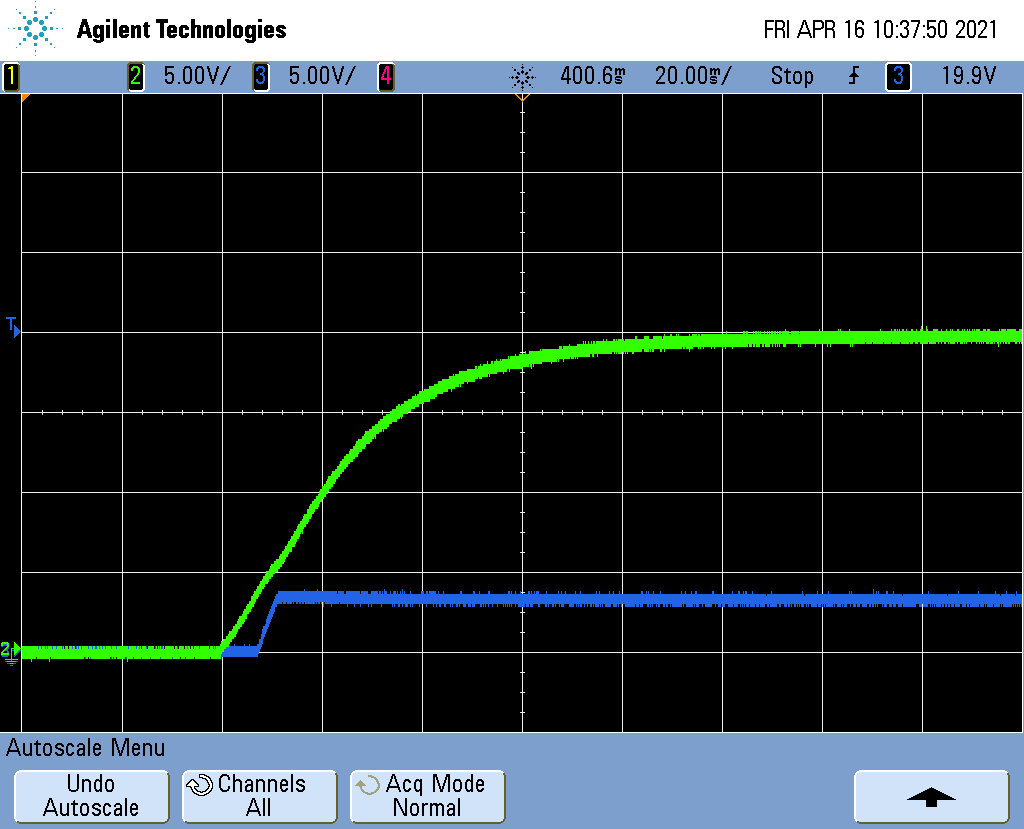 Agilent Technologies
FRI APR 16 10:37:50 2021
1 2 5.00V/ 3 5.00V/ 4 400.6ms 20.00ms/ Stop 3 19.9V
T
2
Autoscale Menu
Undo
Autoscale
Channels
All
Acq Mode
Normal